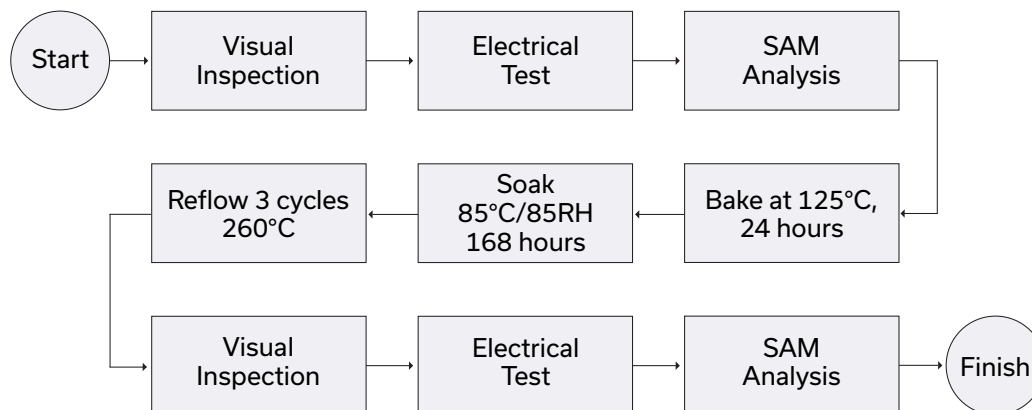 Start
Visual
Inspection
Electrical
Test
SAM
Analysis
Reflow 3 cycles
260°C
Soak
85°C/85RH
168 hours
Bake at 125°C,
24 hours
Visual
Inspection
Electrical
Test
SAM
Analysis
Finish